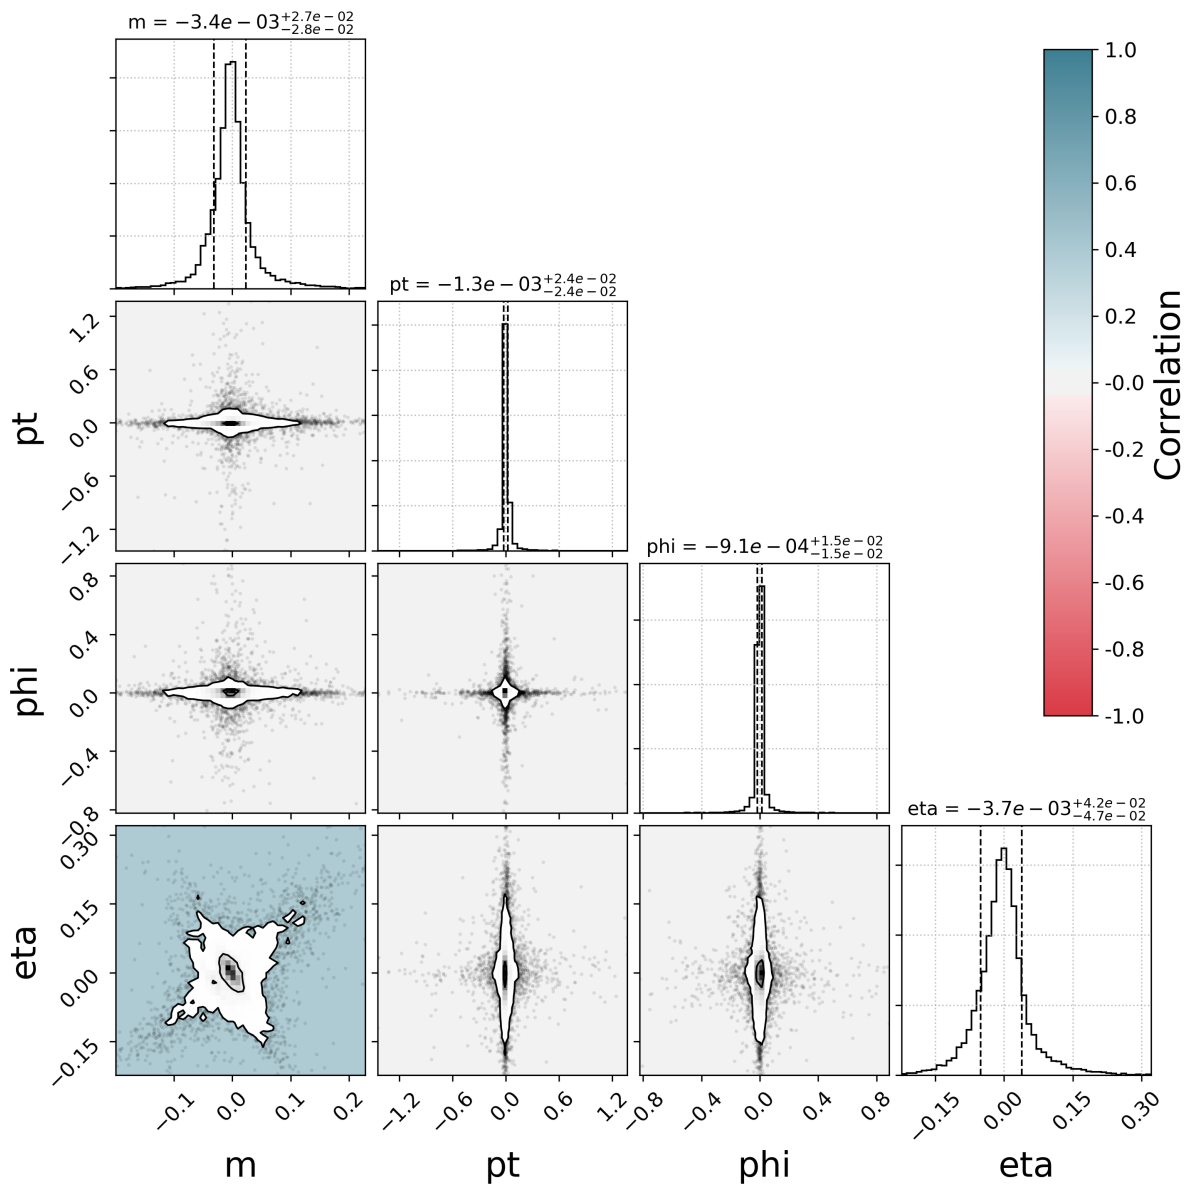 m = −3.4e − 03 +2.7e − 02 −2.8e − 02
pt = −1.3e − 03 +2.4e − 02 −2.4e − 02
phi = −9.1e − 04 +1.5e − 02 −1.5e − 02
eta = −3.7e − 03 +4.2e − 02 −4.7e − 02
1.0
0.8
0.6
0.4
0.2
-0.0
-0.2
-0.4
-0.6
-0.8
-1.0
Correlation
1.2
0.6
0.0
−0.6
−1.2
pt
0.8
0.4
0.0
−0.4
−0.8
phi
0.30
0.15
0.00
−0.15
eta
−0.1 0.0 0.1 0.2
−1.2 −0.6 0.0 0.6 1.2
−0.8 −0.4 0.0 0.4 0.8
−0.15 0.00 0.15 0.30
m pt phi eta